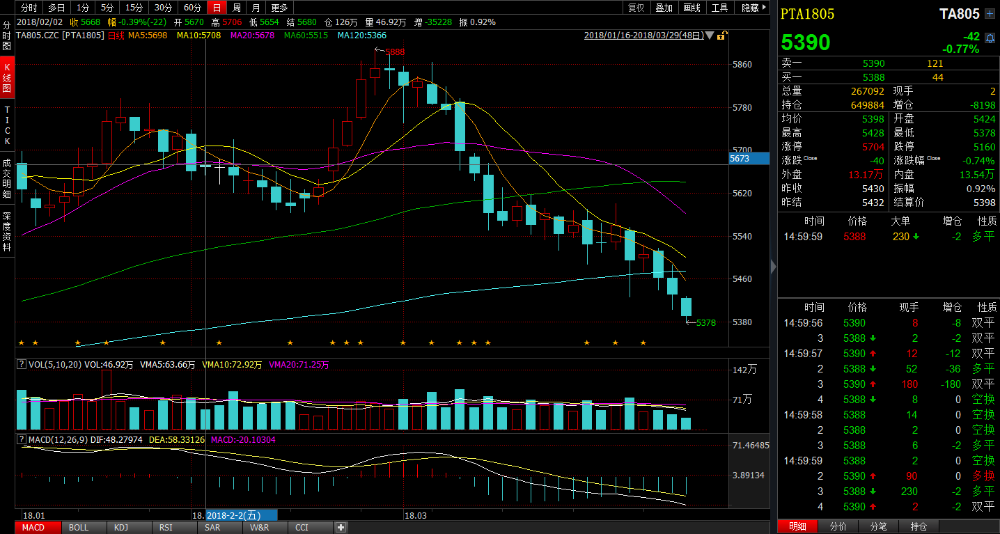 分时 多日 1分 5分 15分 30分 60分 日 周 月 更多 复权 叠加 画线 工具 隐藏
2018/02/02 收 5668 幅 -0.39%(-22) 开 5670 高 5706 低 5654 结 5680 仓 126万 量 46.92万 增 -35228 振 0.92%
TA805.CZC [PTA1805] 日线 MA5:5698 MA10:5708 MA20:5678 MA60:5515 MA120:5366
2018/01/16-2018/03/29(48日)
分时图
K线图
TICK
成交明细
深度资料
5888
5378
5860
5780
5700
5673
5620
5540
5460
5380
? VOL(5,10,20) VOL:46.92万 VMA5:63.66万 VMA10:72.92万 VMA20:71.25万
142万
71万
? MACD(12,26,9) DIF:48.27974 DEA:58.33126 MACD:-20.10304
71.46485
3.89134
18.01 18. 2018-2-2(五) 18.03
MACD BOLL KDJ RSI SAR W&R CCI
PTA1805 TA805
5390 -42
-0.77%
卖一 5390 121
买一 5388 44
总量 267092 现手 2
持仓 649884 增仓 -8198
均价 5398 开盘 5424
最高 5428 最低 5378
涨停 5704 跌停 5160
涨跌 Close -40 涨跌幅 Close -0.74%
外盘 13.17万 内盘 13.54万
昨收 5430 振幅 0.92%
昨结 5432 结算价 5398
时间 价格 大单 增仓 性质
14:59:59 5388 230 -2 多平
时间 价格 现手 增仓 性质
14:59:56 5390 8 -8 双平
3 5388 2 -2 双平
14:59:57 5390 12 -12 双平
2 5388 52 -36 多平
3 5390 180 -180 双平
4 5388 8 0 空换
14:59:58 5388 14 0 空换
2 5388 2 0 空换
3 5388 6 -2 多平
14:59:59 5388 2 0 空换
2 5390 90 0 多换
3 5388 230 -2 多平
4 5390 2 -2 双平
明细 分价 分笔 持仓